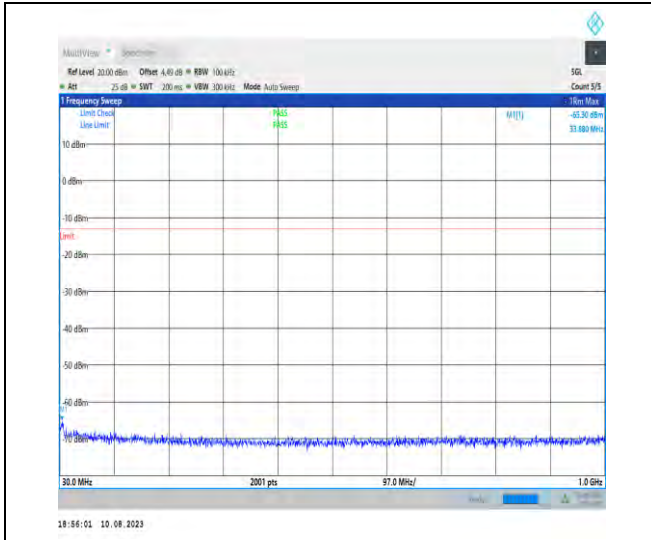 MultiView Spectrum
Ref Level 20.00 dBm Offset 4.49 dB RBW 100 kHz SGL
Att 25 dB SWT 200 ms VBW 300 kHz Mode Auto Sweep Count 5/5
1 Frequency Sweep 1Rm Max
Limit Check PASS M1[1] -65.30 dBm
Line Limit PASS 33.880 MHz
10 dBm
0 dBm
-10 dBm
Limit
-20 dBm
-30 dBm
-40 dBm
-50 dBm
-60 dBm
M1
-70 dBm
30.0 MHz 2001 pts 97.0 MHz/ 1.0 GHz
18:56:01 10.08.2023